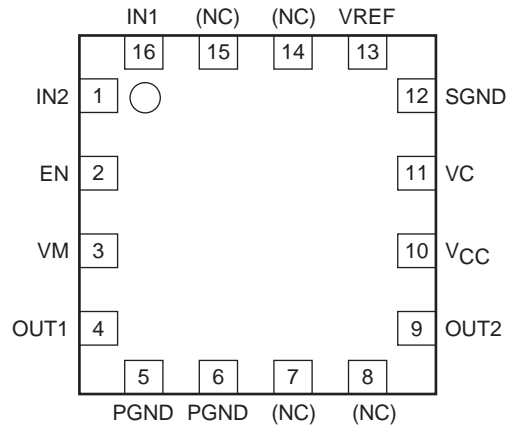 IN1 (NC) (NC) VREF
16 15 14 13
IN2 1 12 SGND
EN 2 11 VC
VM 3 10 VCC
OUT1 4 9 OUT2
5 6 7 8
PGND PGND (NC) (NC)